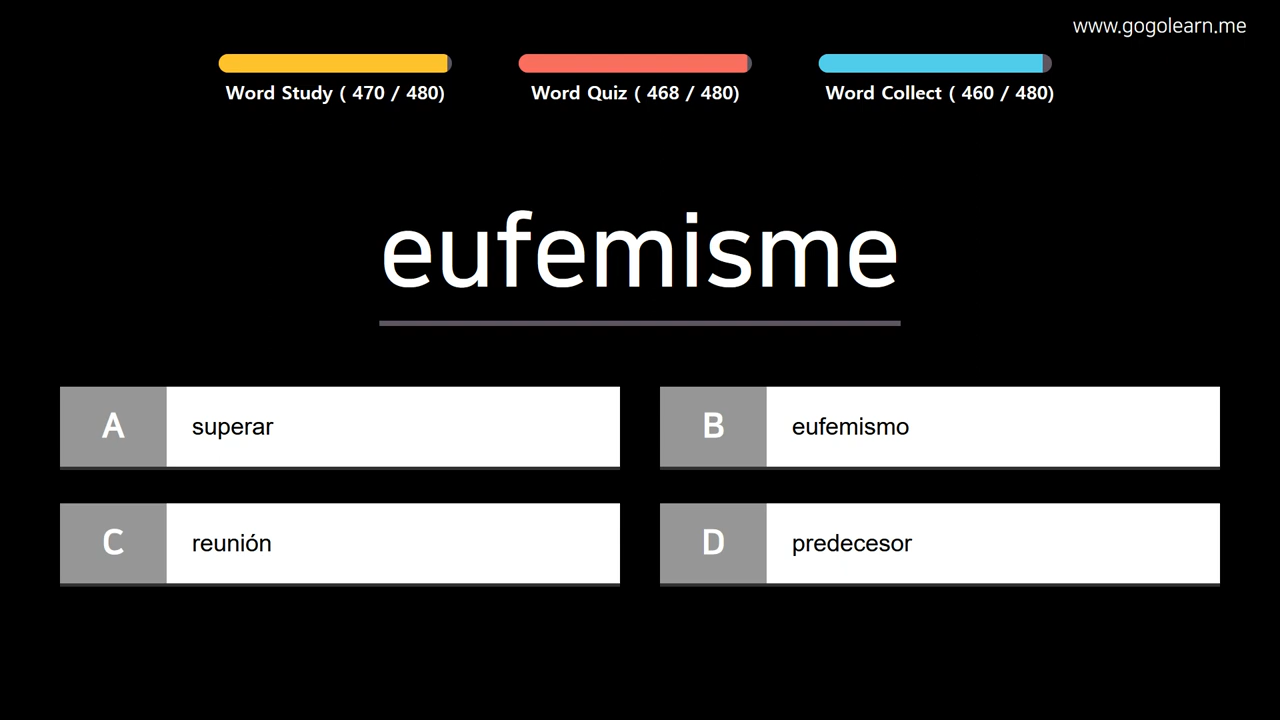 www.gogolearn.me
Word Study ( 470 / 480)
Word Quiz ( 468 / 480)
Word Collect ( 460 / 480)
eufemisme
A superar
B eufemismo
C reunión
D predecesor